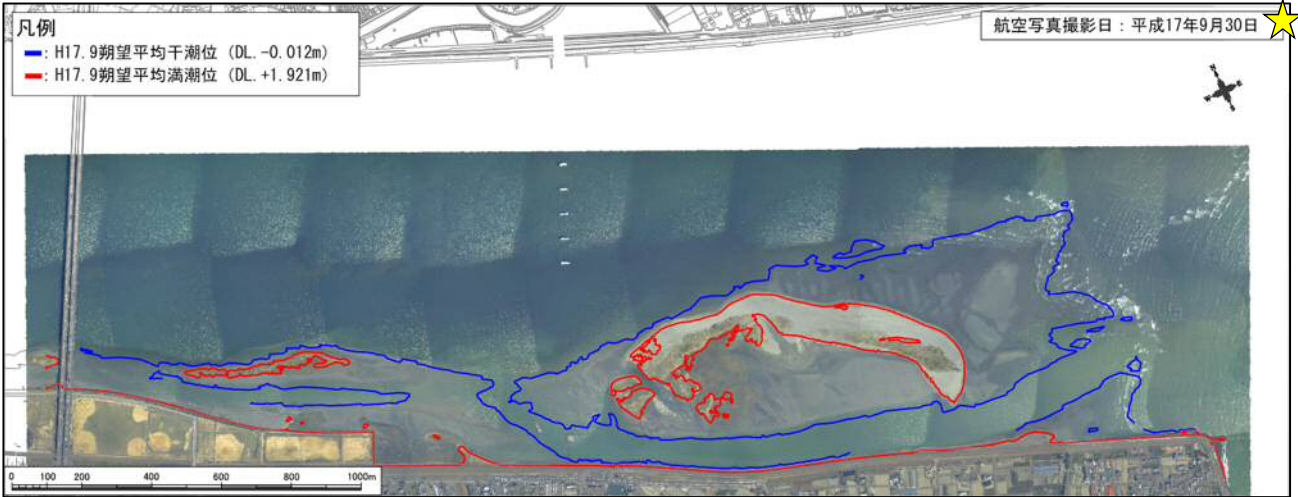 凡例
: H17.9朔望平均干潮位 (DL.-0.012m)
: H17.9朔望平均満潮位 (DL.+1.921m)
航空写真撮影日：平成17年9月30日
0 100 200 400 600 800 1000m